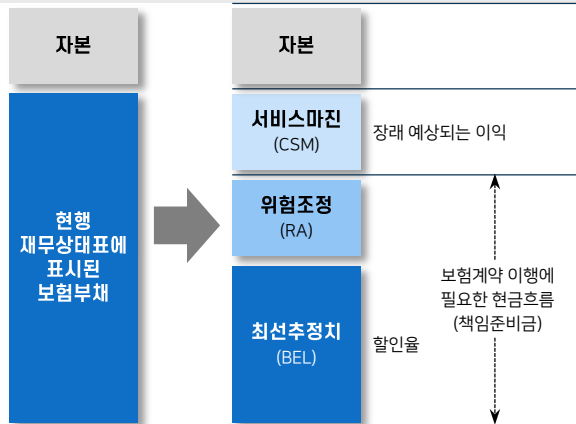 자본
현행
재무상태표에
표시된
보험부채
자본
서비스마진
(CSM)
장래 예상되는 이익
위험조정
(RA)
최선추정치
(BEL)
할인율
보험계약 이행에
필요한 현금흐름
(책임준비금)